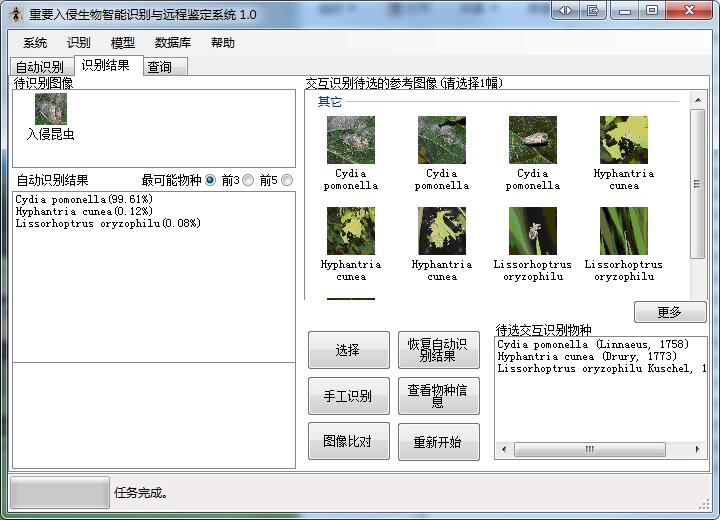 重要入侵生物智能识别与远程鉴定系统 1.0
系统 识别 模型 数据库 帮助
自动识别 识别结果 查询
待识别图像
入侵昆虫
自动识别结果 最可能物种 前3 前5
Cydia pomonella(99.61%)
Hyphantria cunea(0.12%)
Lissorhoptrus oryzophilu(0.08%)
交互识别待选的参考图像(请选择1幅)
其它
Cydia pomonella
Cydia pomonella
Cydia pomonella
Hyphantria cunea
Hyphantria cunea
Hyphantria cunea
Lissorhoptrus oryzophilu
Lissorhoptrus oryzophilu
更多
选择
恢复自动识别结果
手工识别
查看物种信息
图像比对
重新开始
待选交互识别物种
Cydia pomonella (Linnaeus, 1758)
Hyphantria cunea (Drury, 1773)
Lissorhoptrus oryzophilu Kuschel, 1
任务完成。